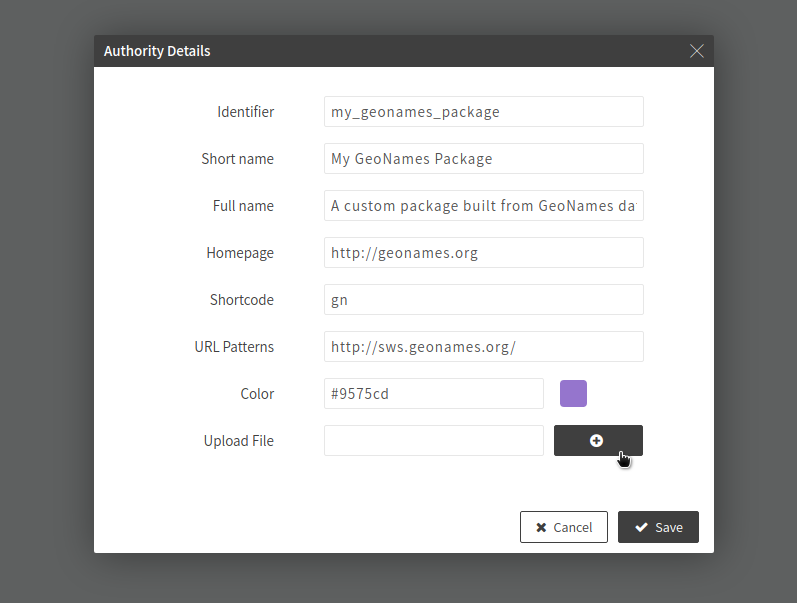 Authority Details
Identifier my_geonames_package
Short name My GeoNames Package
Full name A custom package built from GeoNames da
Homepage http://geonames.org
Shortcode gn
URL Patterns http://sws.geonames.org/
Color #9575cd
Upload File
Cancel Save